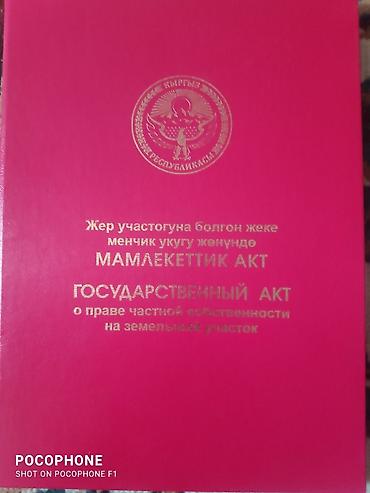 КЫРГЫЗ
РЕСПУБЛИКАСЫ
Жер участогуна болгон жеке
менчик укугу жөнүндө
МАМЛЕКЕТТИК АКТ
ГОСУДАРСТВЕННЫЙ АКТ
о праве частной собственности
на земельный участок
POCOPHONE
SHOT ON POCOPHONE F1